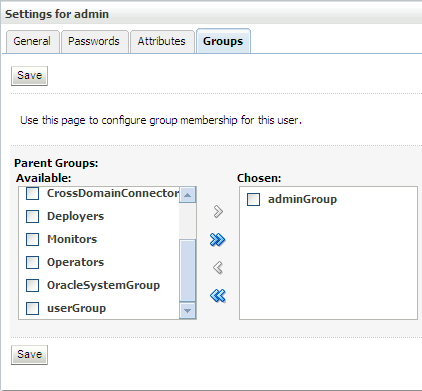 Settings for admin
General Passwords Attributes Groups
Save
Use this page to configure group membership for this user.
Parent Groups:
Available:
CrossDomainConnector
Deployers
Monitors
Operators
OracleSystemGroup
userGroup
Chosen:
adminGroup
Save